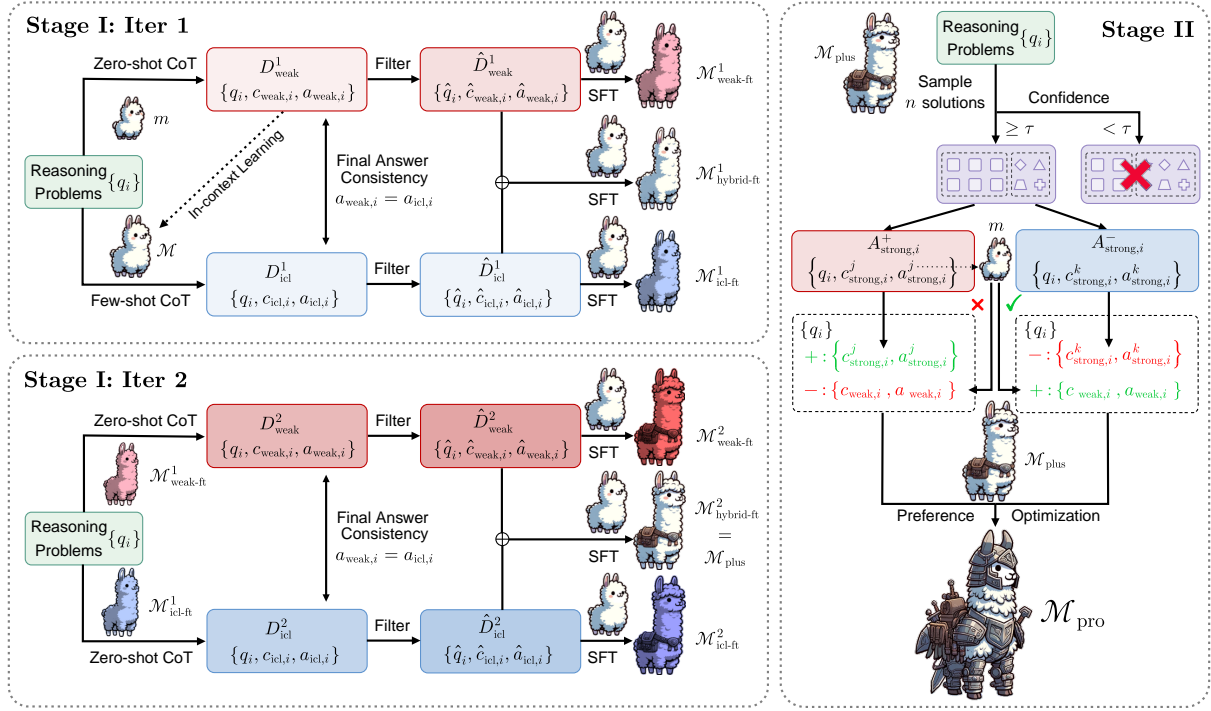 Stage I: Iter 1
Zero-shot CoT
m
Reasoning
Problems {q_i}
M
Few-shot CoT
In-context Learning
D^1_weak
{q_i, c_weak,i, a_weak,i}
Final Answer
Consistency
a_weak,i = a_icl,i
D^1_icl
{q_i, c_icl,i, a_icl,i}
Filter
Filter
D̂^1_weak
{q̂_i, ĉ_weak,i, â_weak,i}
⊕
D̂^1_icl
{q̂_i, ĉ_icl,i, â_icl,i}
SFT
M^1_weak-ft
SFT
M^1_hybrid-ft
SFT
M^1_icl-ft
Stage I: Iter 2
Zero-shot CoT
M^1_weak-ft
Reasoning
Problems {q_i}
M^1_icl-ft
Zero-shot CoT
D^2_weak
{q_i, c_weak,i, a_weak,i}
Final Answer
Consistency
a_weak,i = a_icl,i
D^2_icl
{q_i, c_icl,i, a_icl,i}
Filter
Filter
D̂^2_weak
{q̂_i, ĉ_weak,i, â_weak,i}
⊕
D̂^2_icl
{q̂_i, ĉ_icl,i, â_icl,i}
SFT
M^2_weak-ft
SFT
M^2_hybrid-ft
=
M_plus
SFT
M^2_icl-ft
Stage II
M_plus
Reasoning
Problems {q_i}
Sample
n solutions
Confidence
≥ τ
< τ
A^+_strong,i
{q_i, c^j_strong,i, a^j_strong,i}
m
A^-_strong,i
{q_i, c^k_strong,i, a^k_strong,i}
{q_i}
+ : {c^j_strong,i, a^j_strong,i}
− : {c_weak,i, a_weak,i}
{q_i}
− : {c^k_strong,i, a^k_strong,i}
+ : {c_weak,i, a_weak,i}
M_plus
Preference Optimization
M_pro